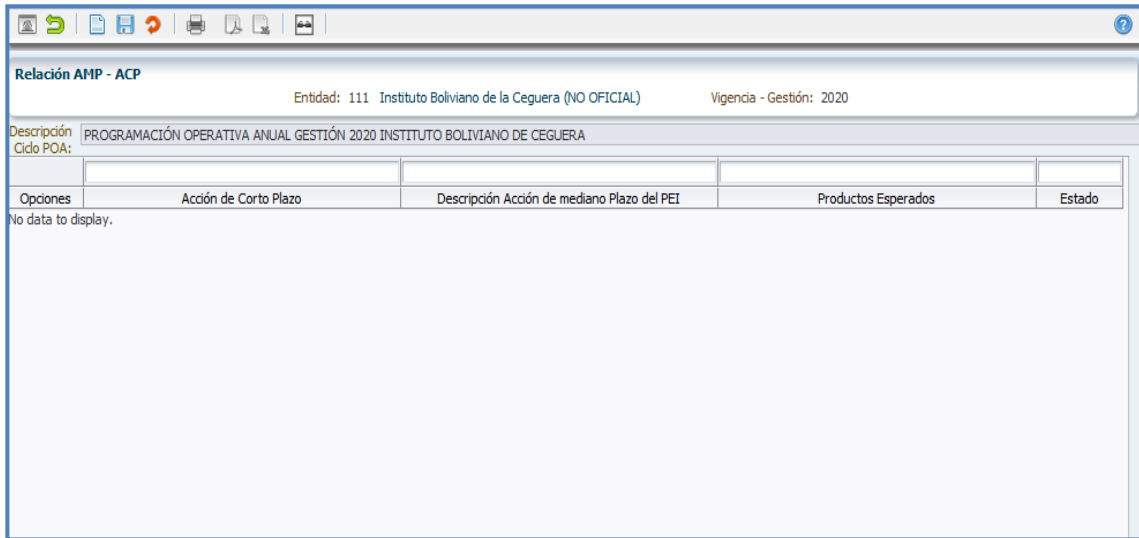 Relación AMP - ACP
Entidad: 111 Instituto Boliviano de la Ceguera (NO OFICIAL) Vigencia - Gestión: 2020
Descripción Ciclo POA: PROGRAMACIÓN OPERATIVA ANUAL GESTIÓN 2020 INSTITUTO BOLIVIANO DE CEGUERA
Opciones Acción de Corto Plazo Descripción Acción de mediano Plazo del PEI Productos Esperados Estado
No data to display.